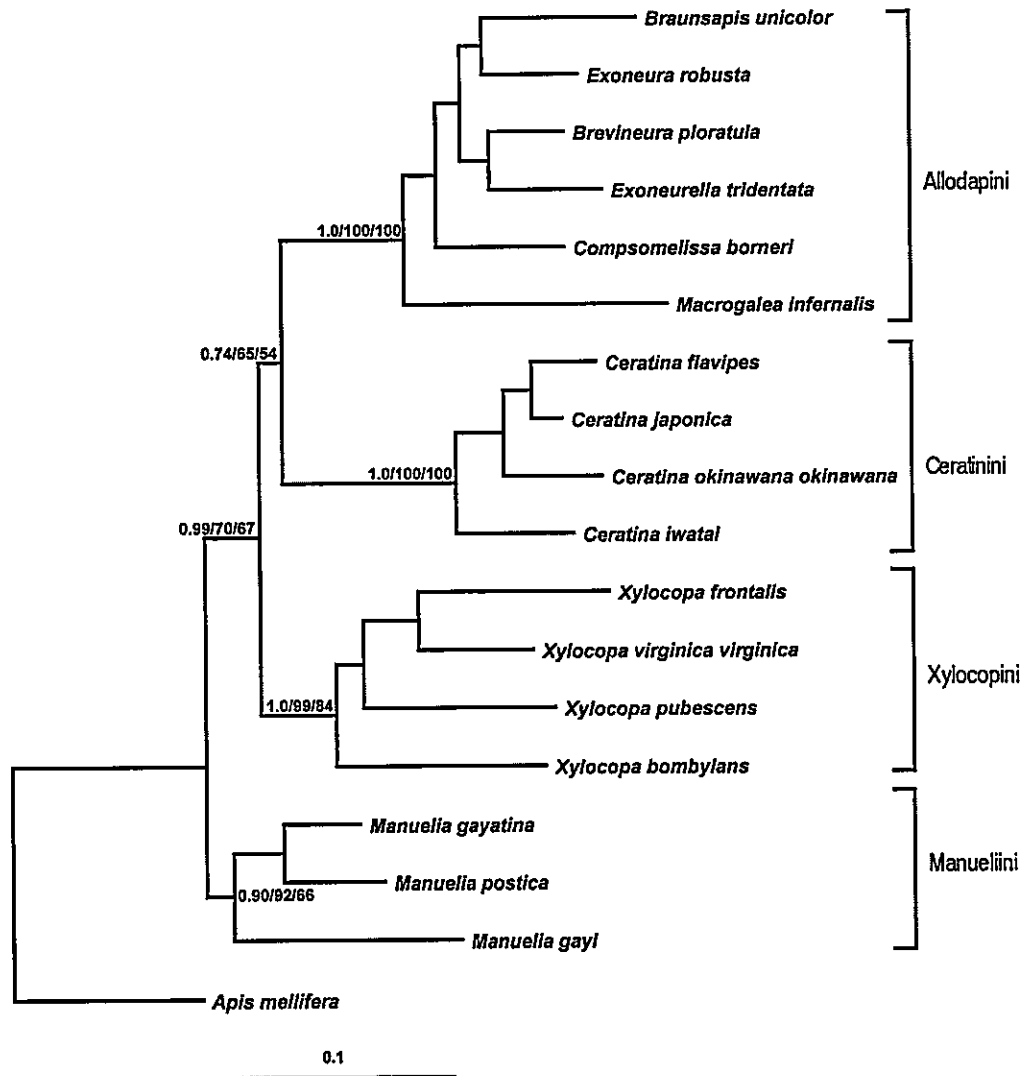 Braunsapis unicolor
Exoneura robusta
Brevineura ploratula
Exoneurella tridentata
Allodapini
1.0/100/100
Compsomelissa borneri
Macrogalea infernalis
0.74/65/54
Ceratina flavipes
Ceratina japonica
Ceratinini
1.0/100/100
Ceratina okinawana okinawana
0.99/70/67
Ceratina iwatai
Xylocopa frontalis
Xylocopa virginica virginica
Xylocopini
1.0/99/84
Xylocopa pubescens
Xylocopa bombylans
Manuelia gayatina
Manueliini
0.90/92/66
Manuelia postica
Manuelia gayi
Apis mellifera
0.1